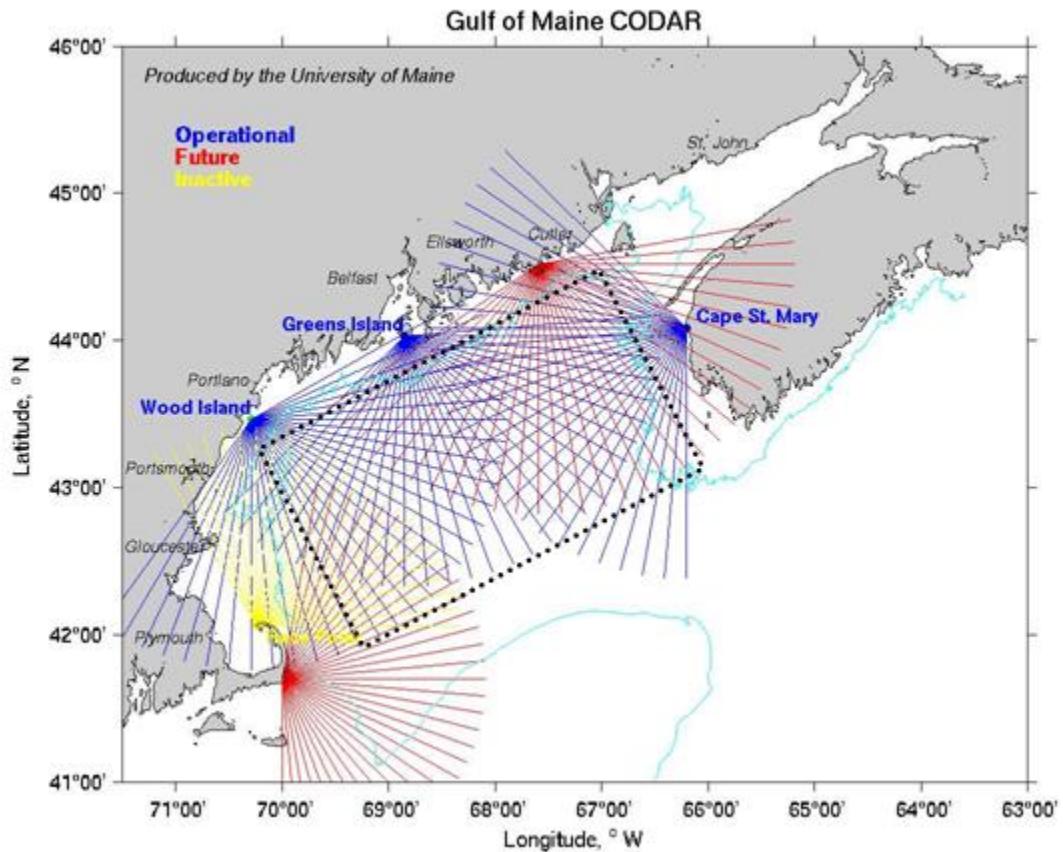 Gulf of Maine CODAR
46°00'
Produced by the University of Maine
Operational
Future
Inactive
St. John
45°00'
Cutler
Ellsworth
Belfast
Cape St. Mary
Greens Island
44°00'
Portland
Wood Island
Portsmouth
43°00'
Gloucester
42°00'
Plymouth
41°00'
71°00' 70°00' 69°00' 68°00' 67°00' 66°00' 65°00' 64°00' 63°00'
Latitude, ° N
Longitude, ° W